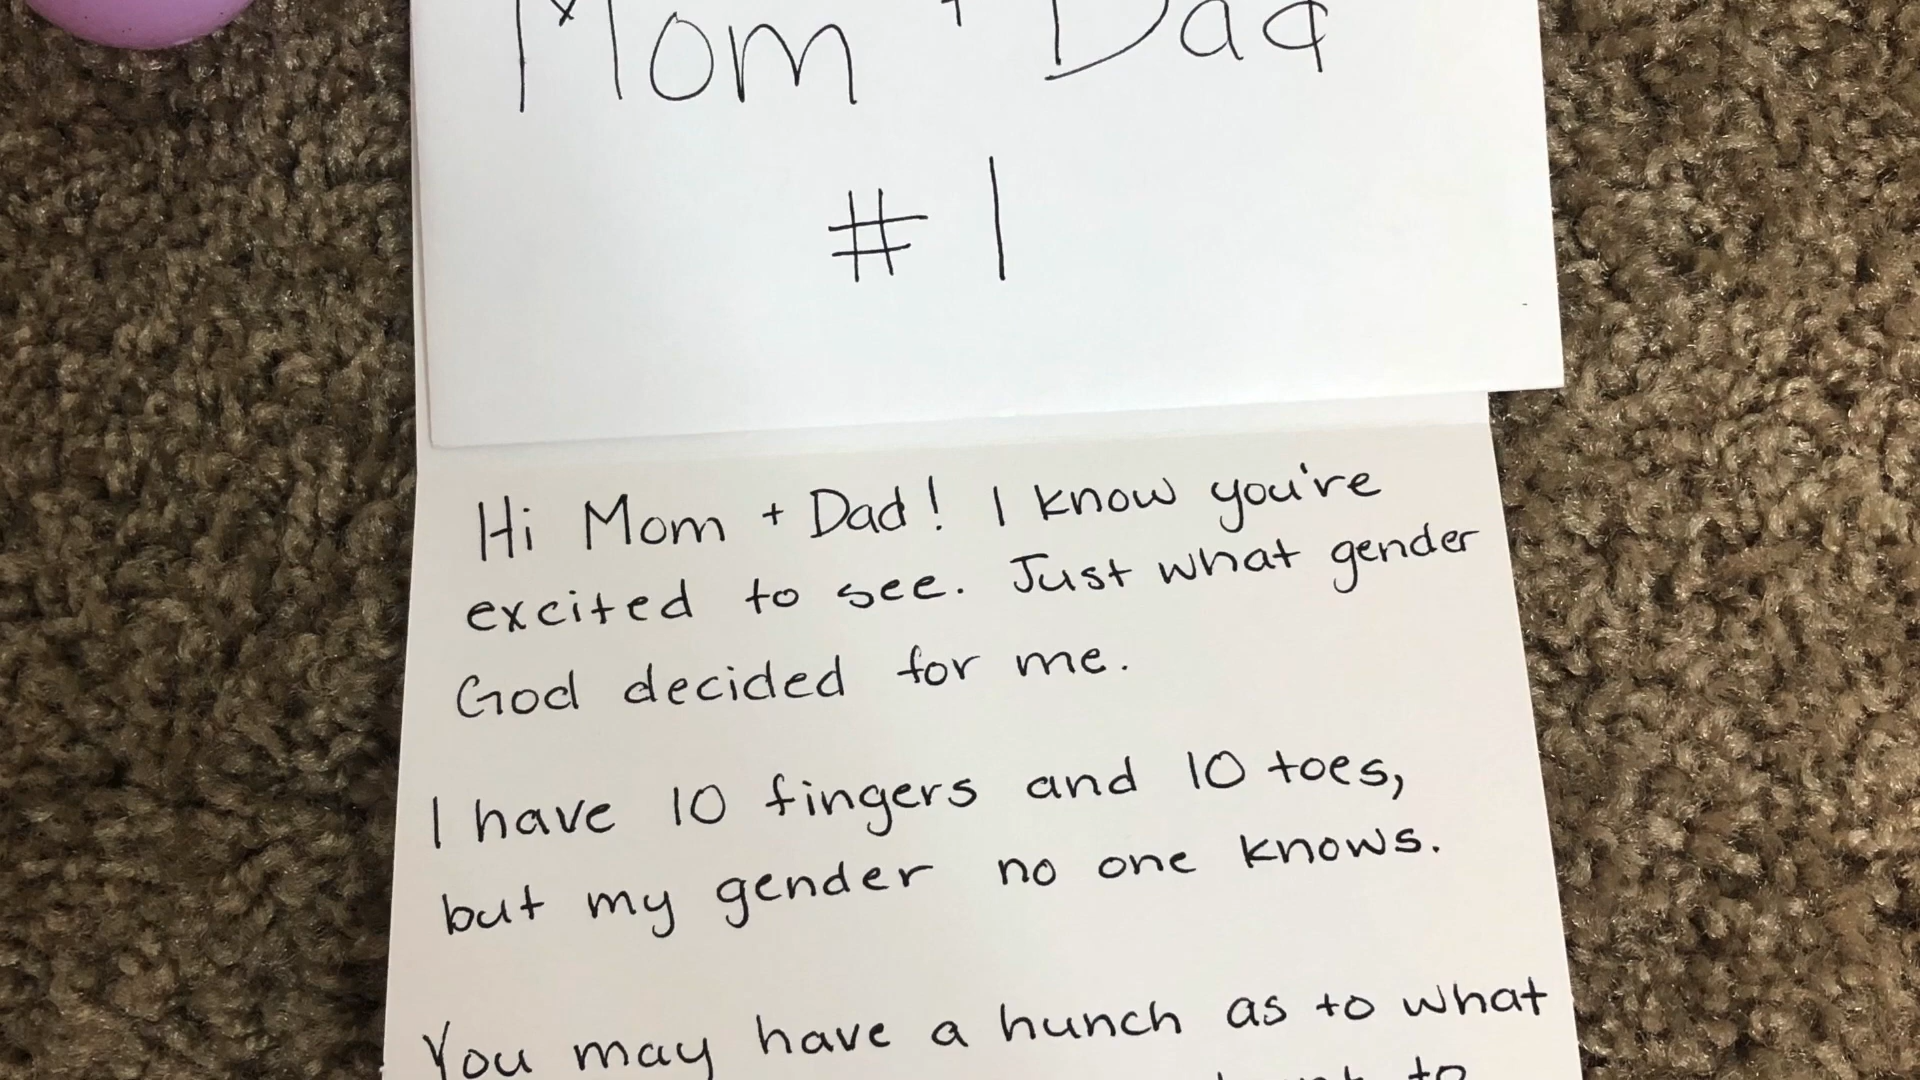 Mom + Dad
# 1
Hi Mom + Dad! I know you're
excited to see. Just what gender
God decided for me.
I have 10 fingers and 10 toes,
but my gender no one knows.
You may have a hunch as to what
to